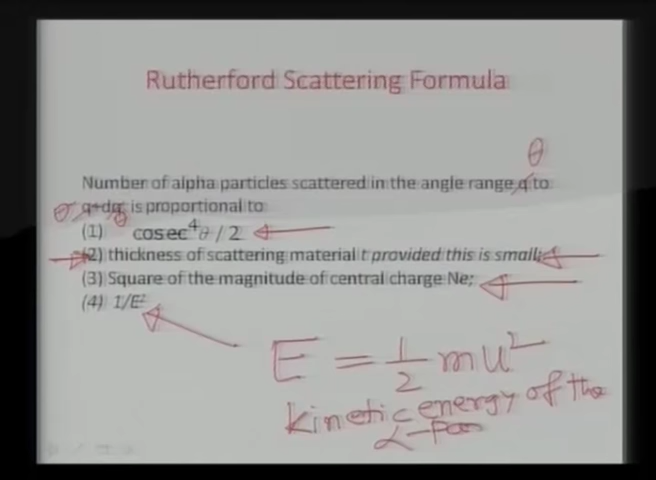 Rutherford Scattering Formula
θ
Number of alpha particles scattered in the angle range q to
θ q+dq θ is proportional to
(1) cosec⁴θ/2
(2) thickness of scattering material t provided this is small;
(3) Square of the magnitude of central charge Ne;
(4) 1/E²
E = 1/2 mu²
kinetic energy of the
α-par